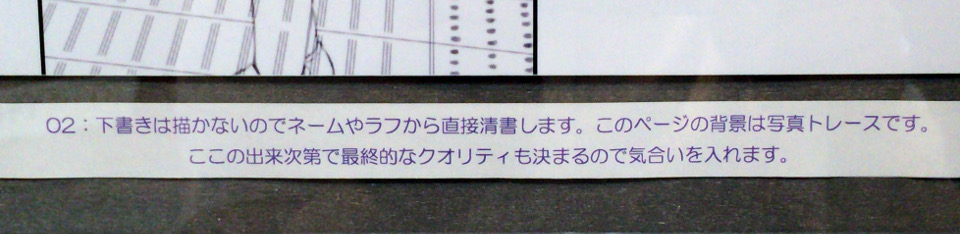 02：下書きは描かないのでネームやラフから直接清書します。このページの背景は写真トレースです。
ここの出来次第で最終的なクオリティも決まるので気合いを入れます。